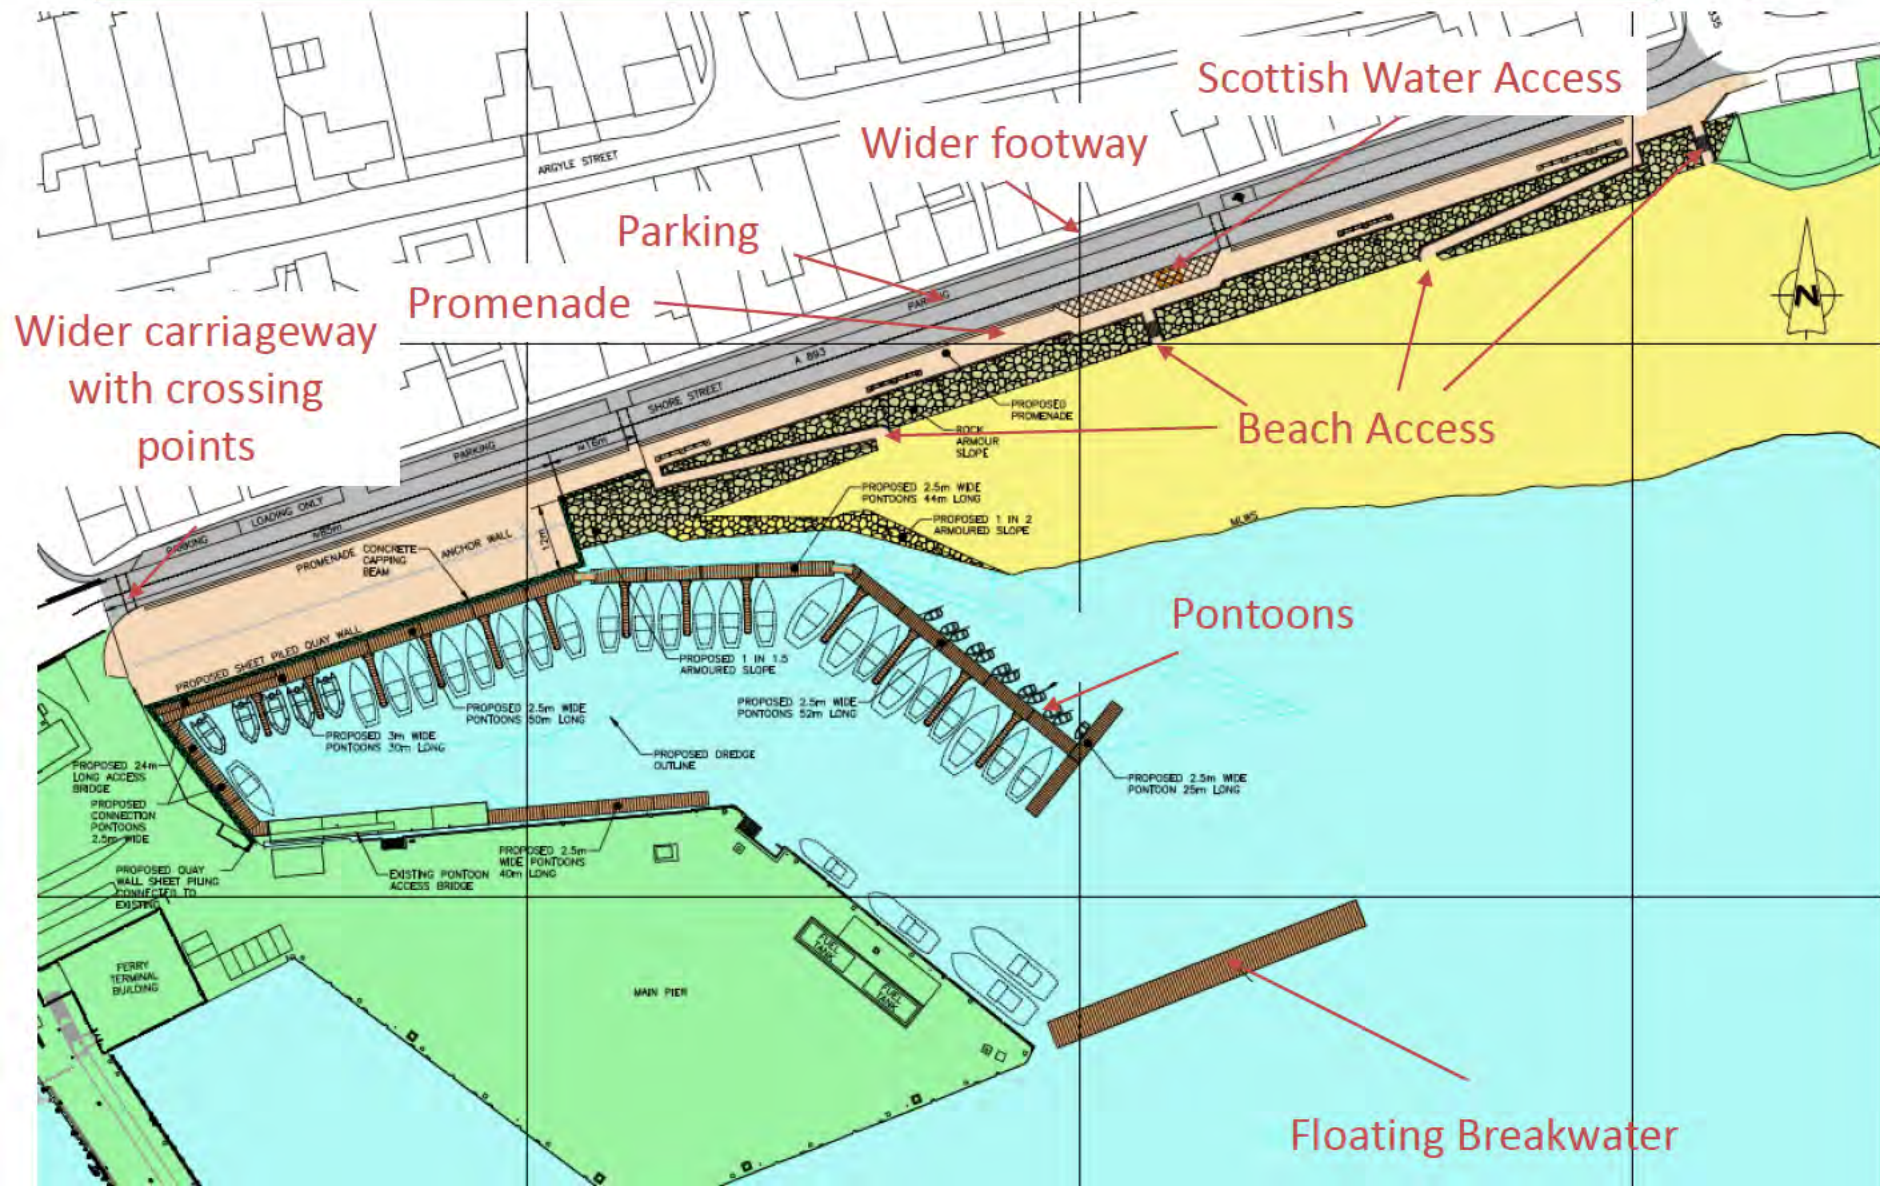 335
Scottish Water Access
Wider footway
ARGYLE STREET
Parking
Promenade
PARKING
Wider carriageway
with crossing
points
A 893
SHORE STREET
PROPOSED
PROMENADE
Beach Access
ROCK
ARMOUR
SLOPE
≈16m
PARKING
LOADING ONLY
PARKING
≈85m
PROPOSED 2.5m WIDE
PONTOONS 44m LONG
PROPOSED 1 IN 2
ARMOURED SLOPE
MLWS
N
12m
ANCHOR WALL
PROMENADE
CONCRETE
CAPPING
BEAM
PROPOSED SHEET PILED QUAY WALL
Pontoons
PROPOSED 1 IN 1.5
ARMOURED SLOPE
PROPOSED 2.5m WIDE
PONTOONS 50m LONG
PROPOSED 2.5m WIDE
PONTOONS 52m LONG
PROPOSED 3m WIDE
PONTOONS 30m LONG
PROPOSED DREDGE
OUTLINE
PROPOSED 24m
LONG ACCESS
BRIDGE
PROPOSED 2.5m WIDE
PONTOON 25m LONG
PROPOSED
CONNECTION
PONTOONS
2.5m WIDE
PROPOSED QUAY
WALL SHEET PILING
CONNECTED TO
EXISTING
EXISTING PONTOON
ACCESS BRIDGE
PROPOSED 2.5m
WIDE PONTOONS
40m LONG
FUEL
TANK
FUEL
TANK
FERRY
TERMINAL
BUILDING
MAIN PIER
Floating Breakwater